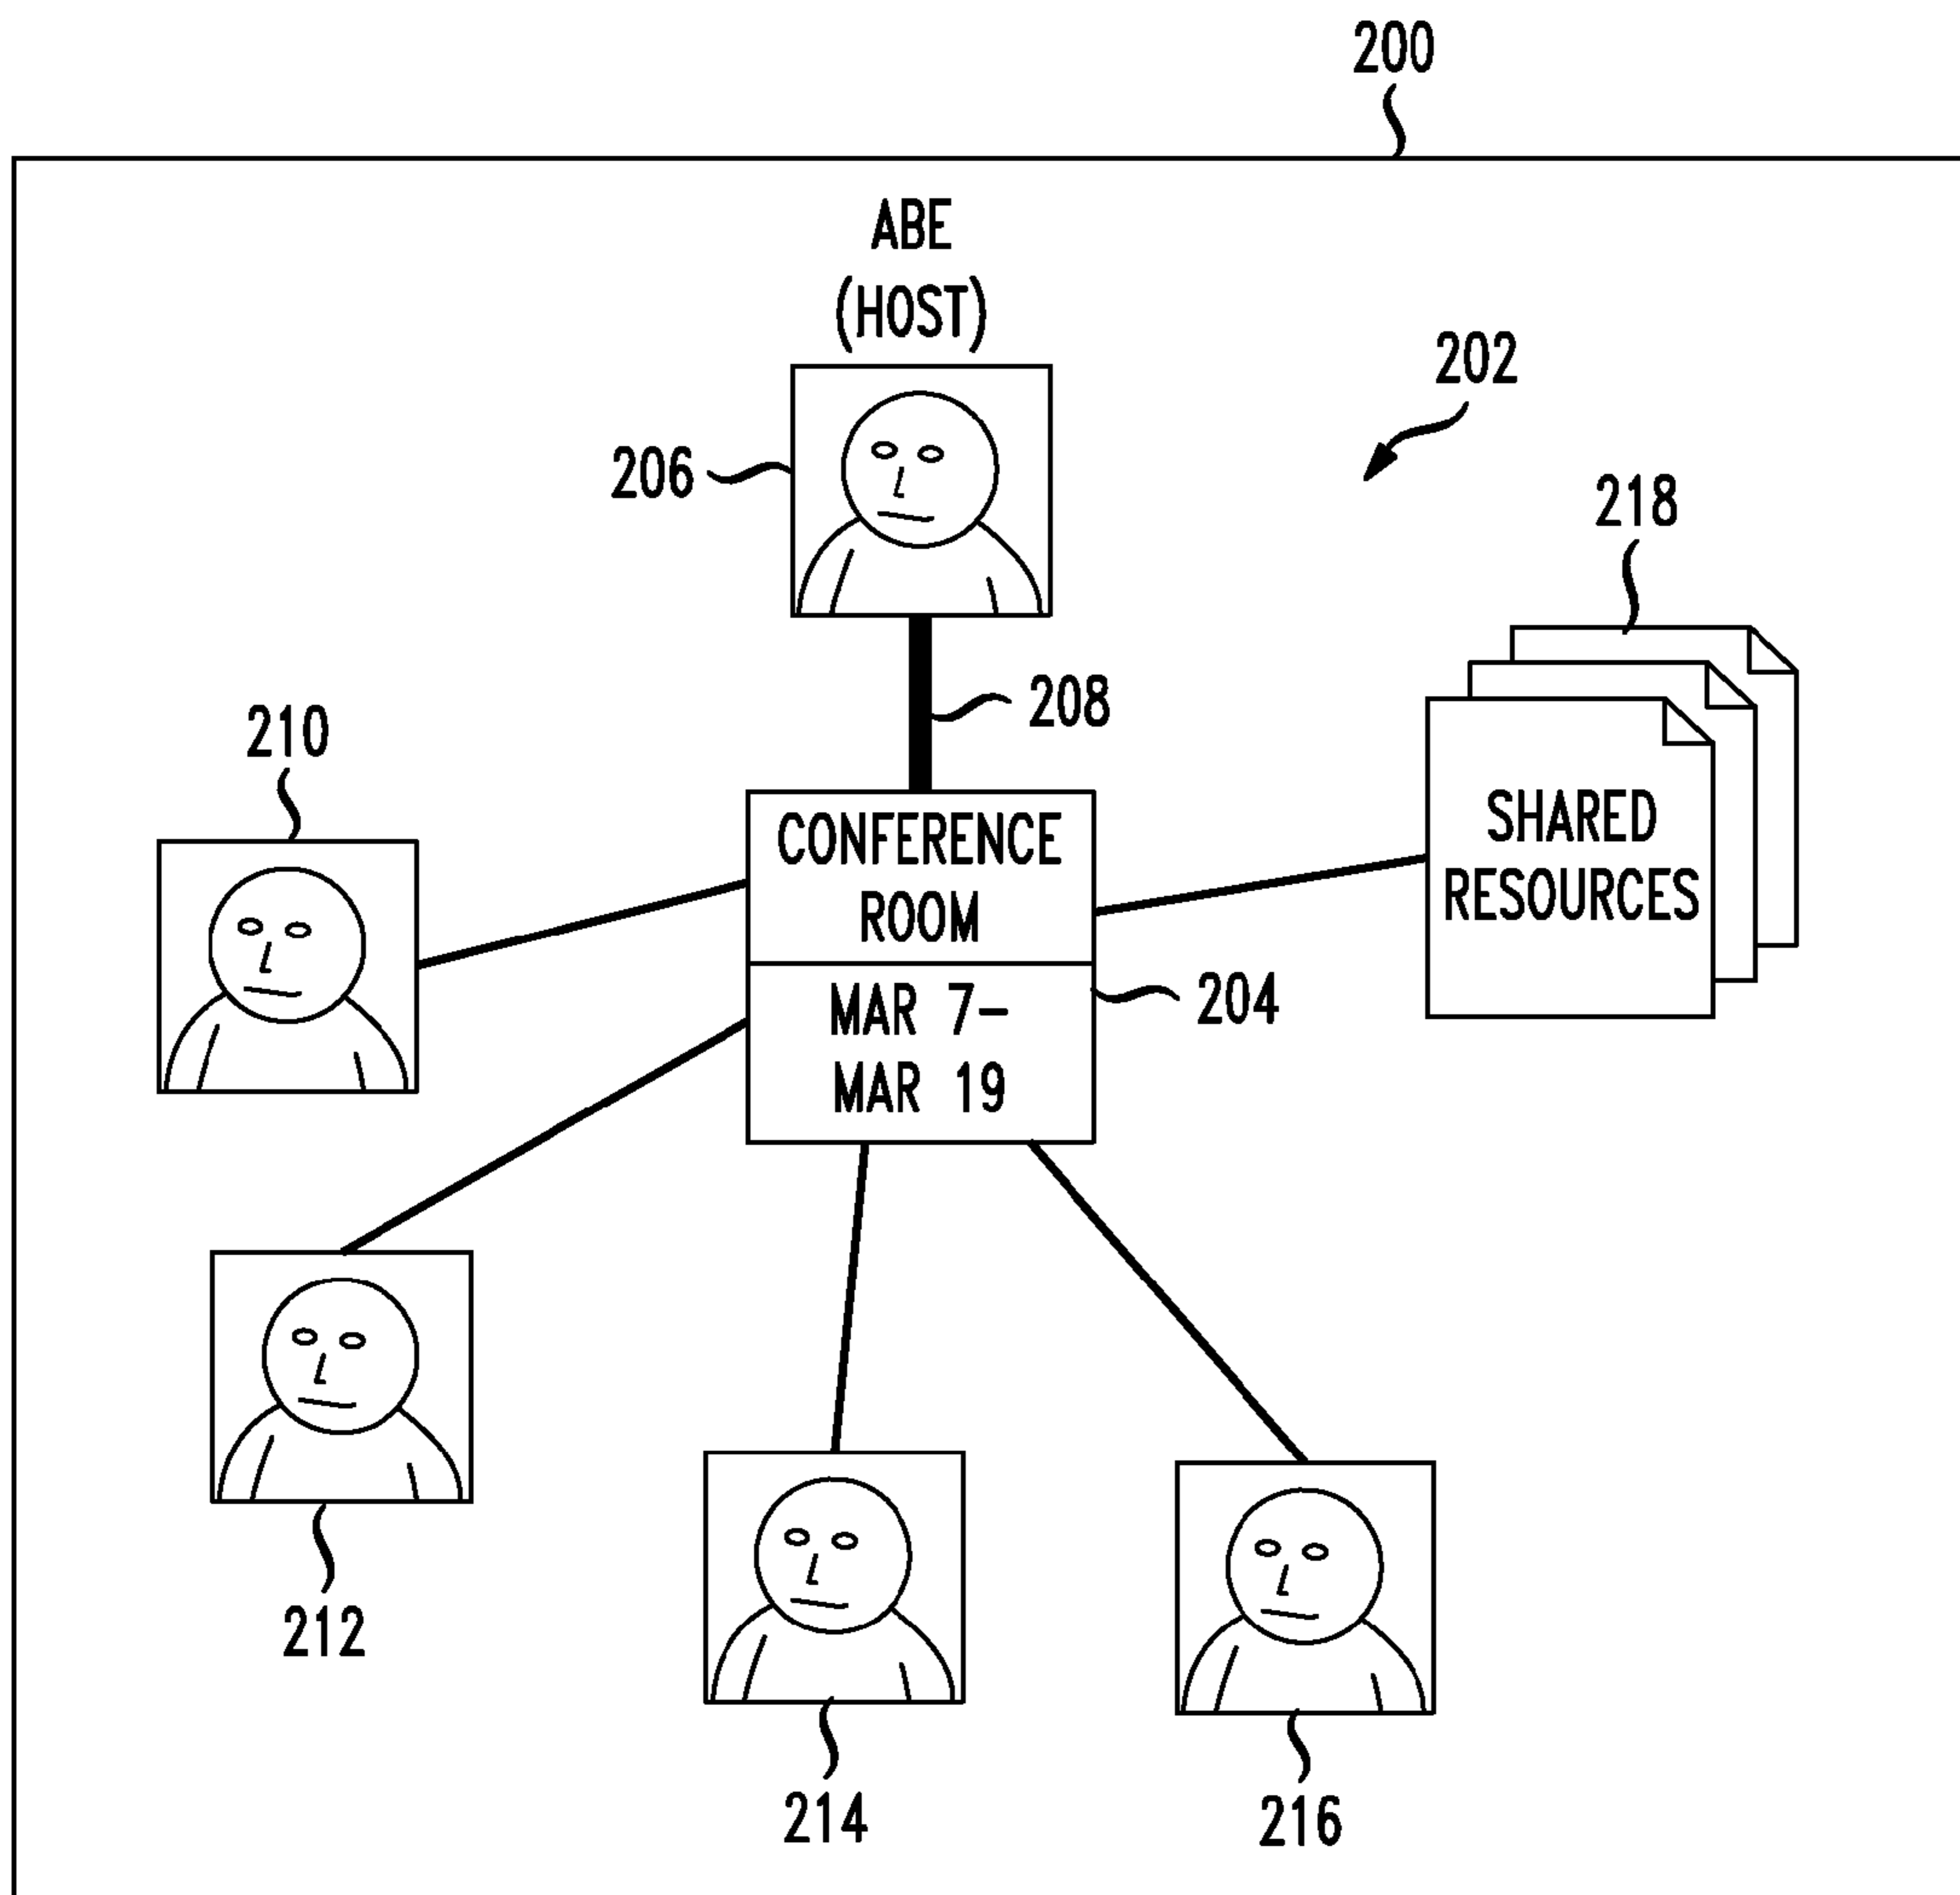 200
ABE
(HOST)
202
206
218
208
210
CONFERENCE
ROOM
SHARED
RESOURCES
MAR 7-
MAR 19
204
212
214
216